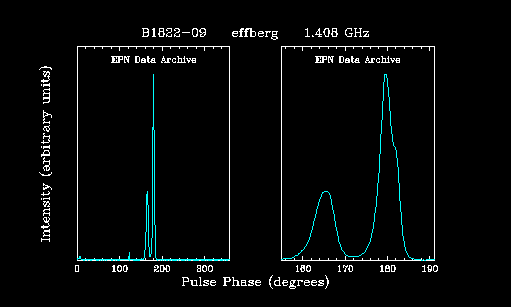 B1822-09 effberg 1.408 GHz
EPN Data Archive EPN Data Archive
Intensity (arbitrary units)
0 100 200 300 160 170 180 190
Pulse Phase (degrees)